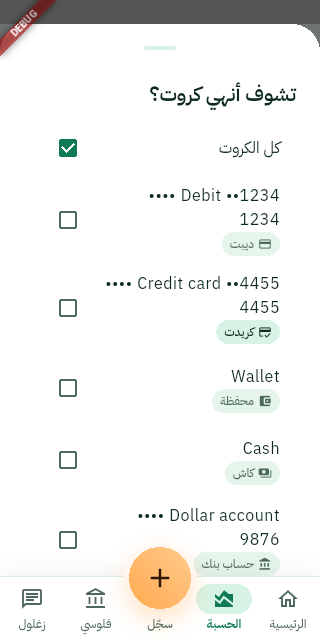 DEBUG
تشوف أنهي كروت؟
كل الكروت
•••• Debit ••1234
1234
ديبت
•••• Credit card ••4455
4455
كريدت
Wallet
محفظة
Cash
كاش
•••• Dollar account
9876
حساب بنك
الرئيسية
الحسبة
سجّل
فلوسي
زغلول